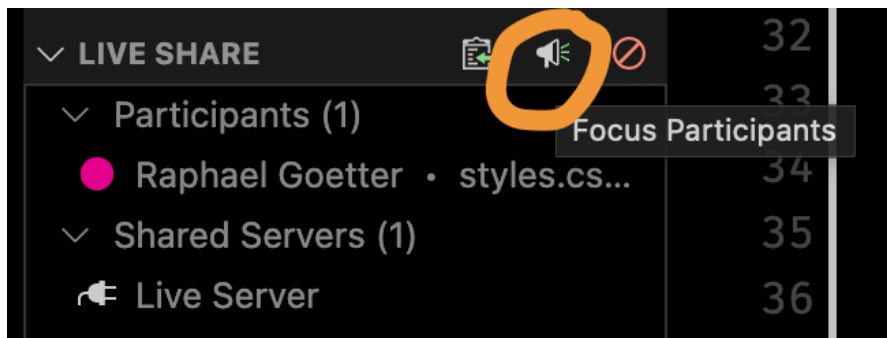 LIVE SHARE
32
Participants (1)
33
Focus Participants
Raphael Goetter • styles.cs...
34
Shared Servers (1)
35
Live Server
36